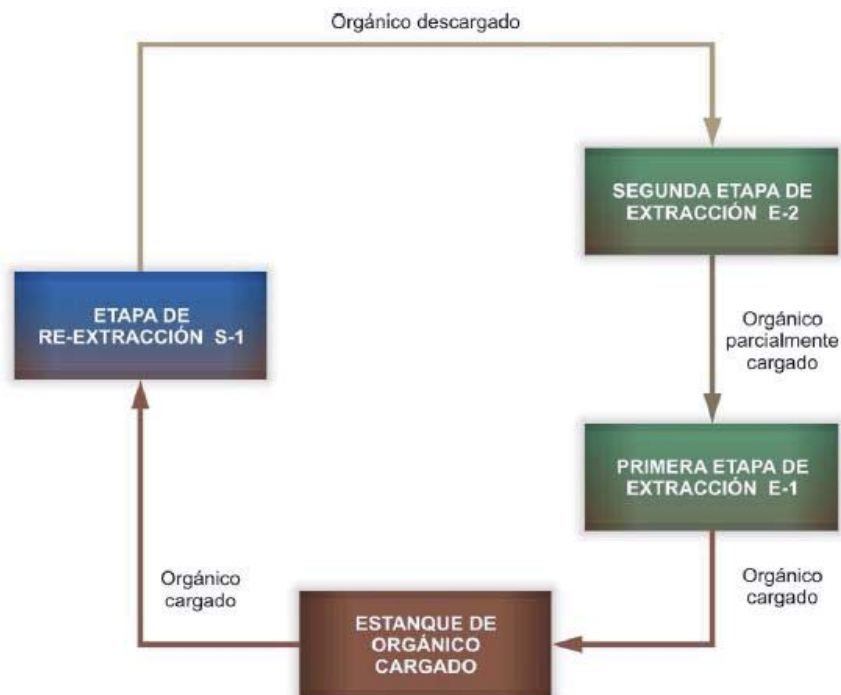 Orgánico descargado
SEGUNDA ETAPA DE
EXTRACCIÓN E-2
ETAPA DE
RE-EXTRACCIÓN S-1
Orgánico
parcialmente
cargado
PRIMERA ETAPA DE
EXTRACCIÓN E-1
Orgánico
cargado
Orgánico
cargado
ESTANQUE DE
ORGÁNICO
CARGADO